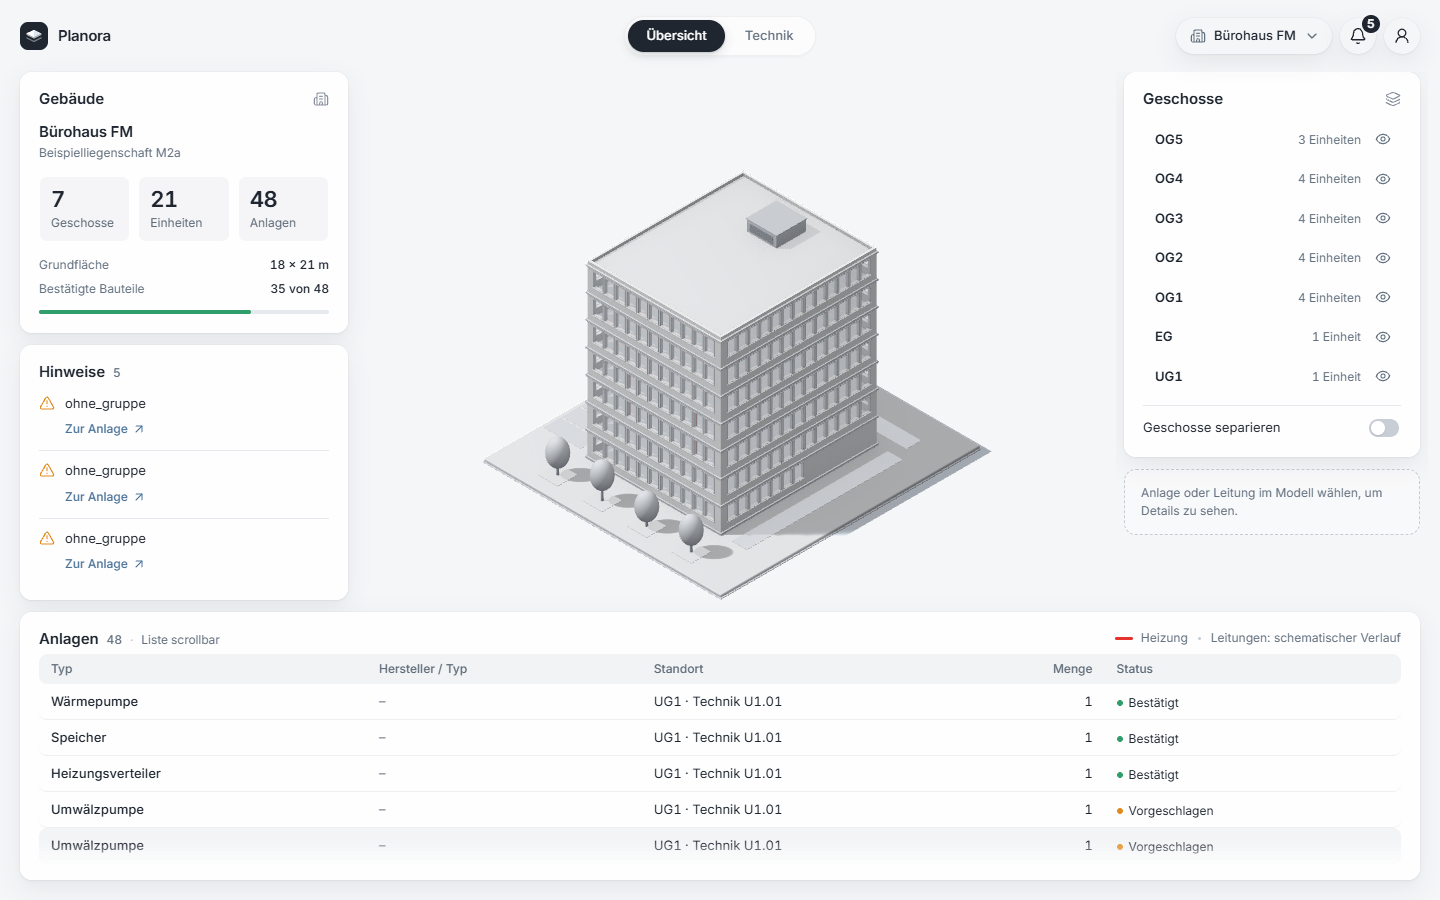 Planora
Übersicht
Technik
Bürohaus FM
5
Gebäude
Bürohaus FM
Beispielliegenschaft M2a
7
Geschosse
21
Einheiten
48
Anlagen
Grundfläche 18 × 21 m
Bestätigte Bauteile 35 von 48
Hinweise 5
ohne_gruppe
Zur Anlage
ohne_gruppe
Zur Anlage
ohne_gruppe
Zur Anlage
Geschosse
OG5 3 Einheiten
OG4 4 Einheiten
OG3 4 Einheiten
OG2 4 Einheiten
OG1 4 Einheiten
EG 1 Einheit
UG1 1 Einheit
Geschosse separieren
Anlage oder Leitung im Modell wählen, um
Details zu sehen.
Anlagen 48 · Liste scrollbar
Heizung • Leitungen: schematischer Verlauf
Typ Hersteller / Typ Standort Menge Status
Wärmepumpe – UG1 · Technik U1.01 1 Bestätigt
Speicher – UG1 · Technik U1.01 1 Bestätigt
Heizungsverteiler – UG1 · Technik U1.01 1 Bestätigt
Umwälzpumpe – UG1 · Technik U1.01 1 Vorgeschlagen
Umwälzpumpe – UG1 · Technik U1.01 1 Vorgeschlagen